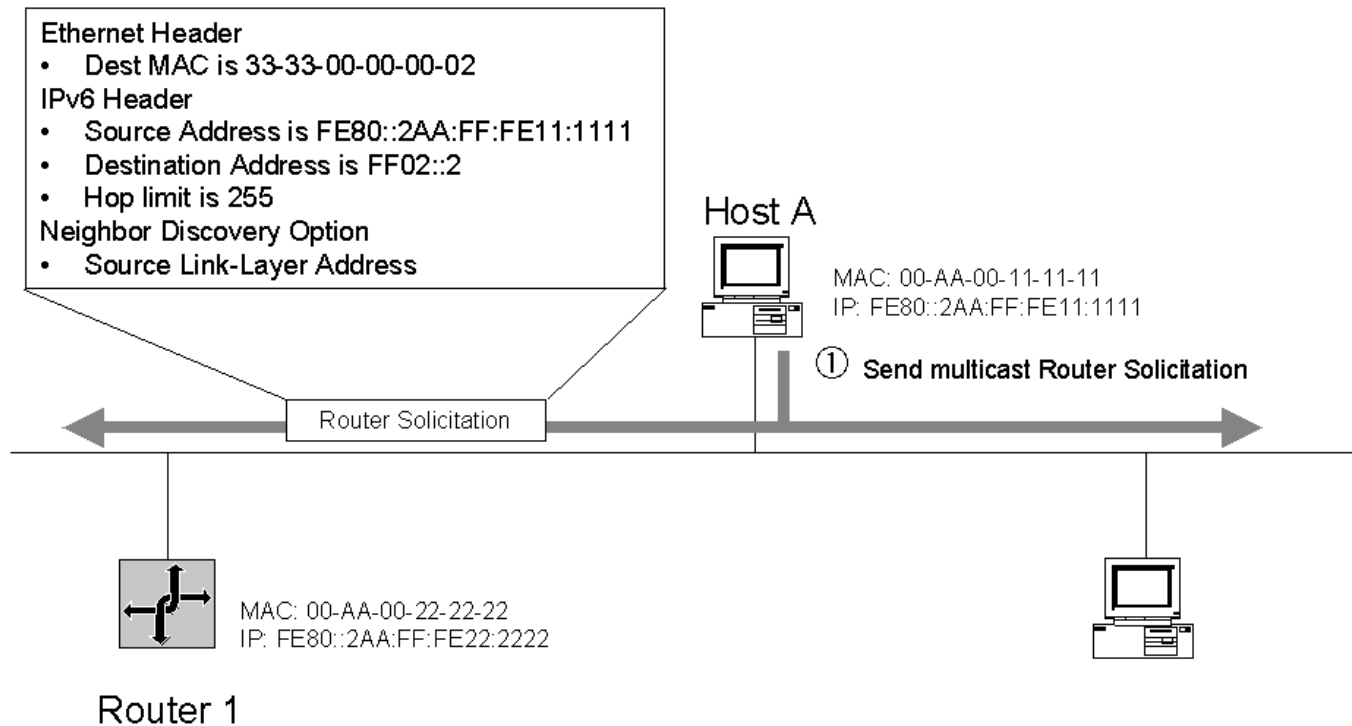 Ethernet Header
• Dest MAC is 33-33-00-00-00-02
IPv6 Header
• Source Address is FE80::2AA:FF:FE11:1111
• Destination Address is FF02::2
• Hop limit is 255
Neighbor Discovery Option
• Source Link-Layer Address
Host A
MAC: 00-AA-00-11-11-11
IP: FE80::2AA:FF:FE11:1111
① Send multicast Router Solicitation
Router Solicitation
MAC: 00-AA-00-22-22-22
IP: FE80::2AA:FF:FE22:2222
Router 1